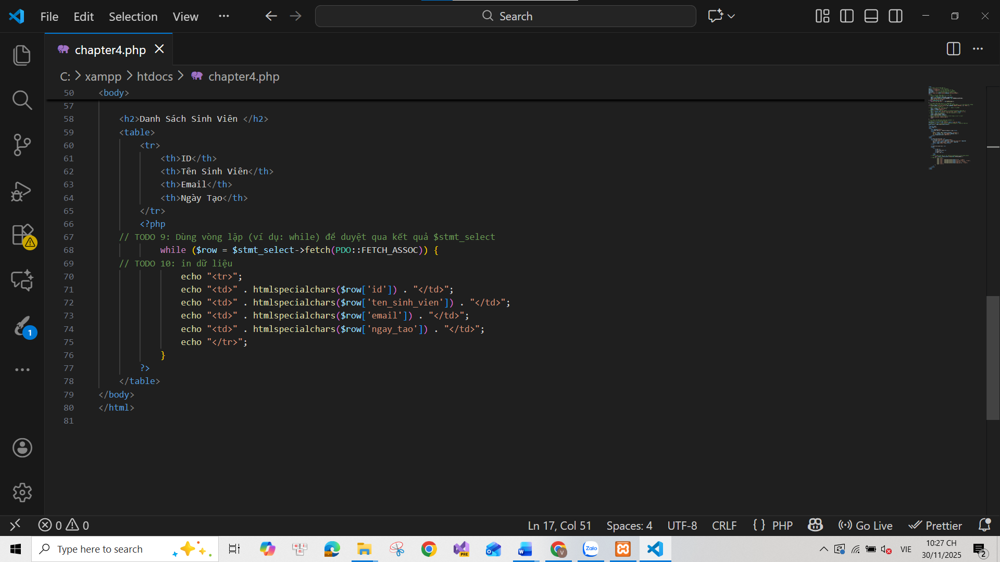 File Edit Selection View ··· Search
chapter4.php
C: > xampp > htdocs > chapter4.php
50 <body>
57
58 <h2>Danh Sách Sinh Viên </h2>
59 <table>
60 <tr>
61 <th>ID</th>
62 <th>Tên Sinh Viên</th>
63 <th>Email</th>
64 <th>Ngày Tạo</th>
65 </tr>
66 <?php
67 // TODO 9: Dùng vòng lặp (ví dụ: while) để duyệt qua kết quả $stmt_select
68 while ($row = $stmt_select->fetch(PDO::FETCH_ASSOC)) {
69 // TODO 10: in dữ liệu
70 echo "<tr>";
71 echo "<td>" . htmlspecialchars($row['id']) . "</td>";
72 echo "<td>" . htmlspecialchars($row['ten_sinh_vien']) . "</td>";
73 echo "<td>" . htmlspecialchars($row['email']) . "</td>";
74 echo "<td>" . htmlspecialchars($row['ngay_tao']) . "</td>";
75 echo "</tr>";
76 }
77 ?>
78 </table>
79 </body>
80 </html>
81
1
0 0 Ln 17, Col 51 Spaces: 4 UTF-8 CRLF {} PHP Go Live Prettier
Type here to search PRE Zalo VIE 10:27 CH
30/11/2025 2